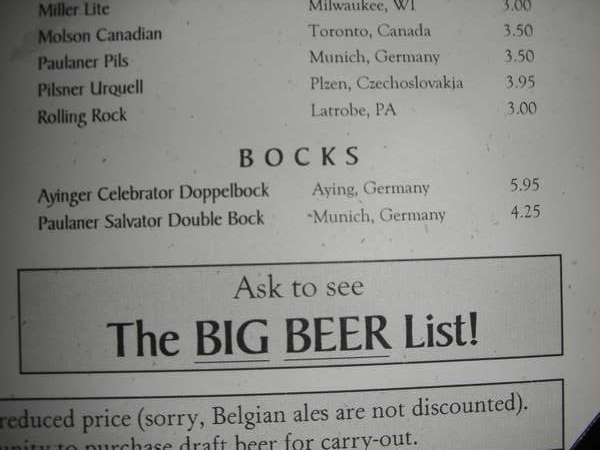 Miller Lite Milwaukee, WI 3.00
Molson Canadian Toronto, Canada 3.50
Paulaner Pils Munich, Germany 3.50
Pilsner Urquell Plzen, Czechoslovakia 3.95
Rolling Rock Latrobe, PA 3.00
BOCKS
Ayinger Celebrator Doppelbock Aying, Germany 5.95
Paulaner Salvator Double Bock Munich, Germany 4.25
Ask to see
The BIG BEER List!
reduced price (sorry, Belgian ales are not discounted).
to purchase draft beer for carry-out.